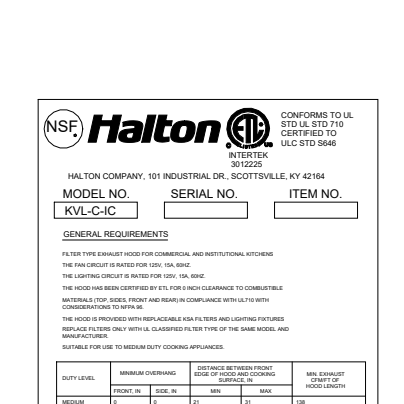 NSF.
Halton
CONFORMS TO UL
STD UL STD 710
CERTIFIED TO
ULC STD S646
INTERTEK
3012225
HALTON COMPANY, 101 INDUSTRIAL DR., SCOTTSVILLE, KY 42164
MODEL NO. SERIAL NO. ITEM NO.
KVL-C-IC
GENERAL REQUIREMENTS
FILTER TYPE EXHAUST HOOD FOR COMMERCIAL AND INSTITUTIONAL KITCHENS
THE FAN CIRCUIT IS RATED FOR 125V, 15A, 60HZ.
THE LIGHTING CIRCUIT IS RATED FOR 125V, 15A, 60HZ.
THE HOOD HAS BEEN CERTIFIED BY ETL FOR 0 INCH CLEARANCE TO COMBUSTIBLE
MATERIALS (TOP, SIDES, FRONT AND REAR) IN COMPLIANCE WITH UL710 WITH
CONSIDERATIONS TO NFPA 96.
THE HOOD IS PROVIDED WITH REPLACEABLE KSA FILTERS AND LIGHTING FIXTURES
REPLACE FILTERS ONLY WITH UL CLASSIFIED FILTER TYPE OF THE SAME MODEL AND
MANUFACTURER.
SUITABLE FOR USE TO MEDIUM DUTY COOKING APPLIANCES.
DUTY LEVEL
MINIMUM OVERHANG
FRONT, IN SIDE, IN
DISTANCE BETWEEN FRONT
EDGE OF HOOD AND COOKING
SURFACE, IN
MIN MAX
MIN. EXHAUST
CFM/FT OF
HOOD LENGTH
MEDIUM 0 0 21 31 138